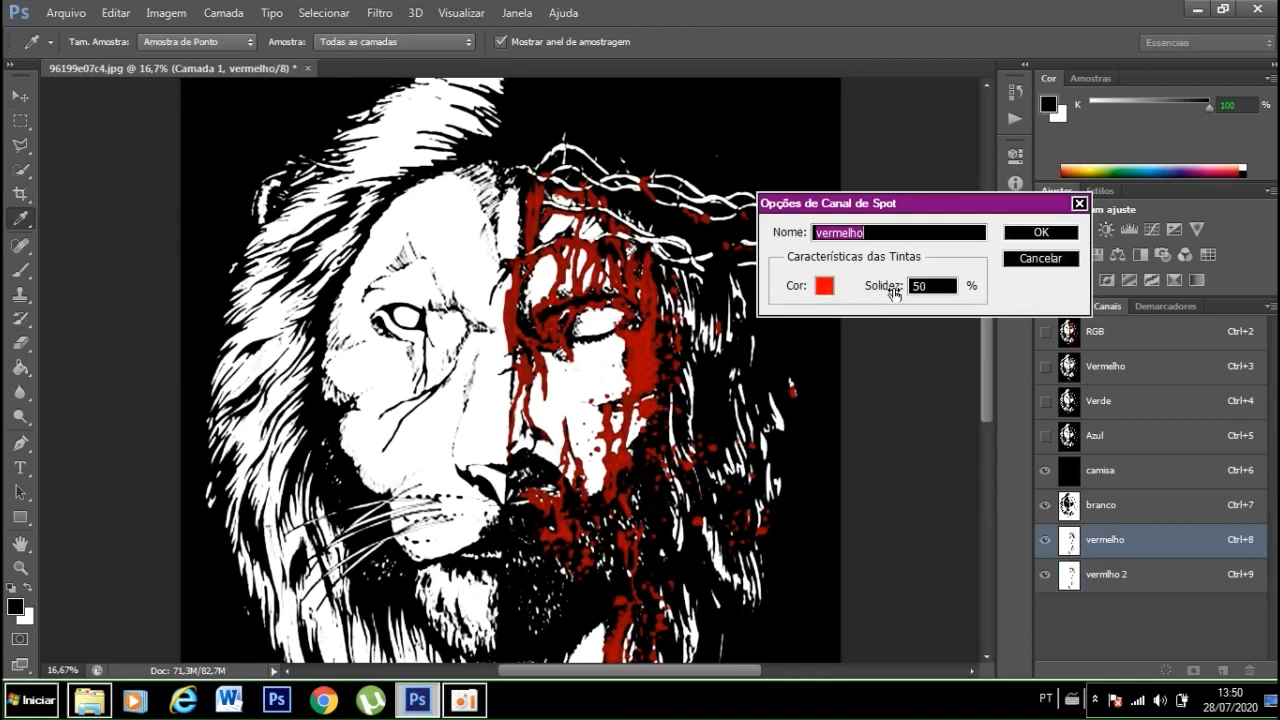 Ps Arquivo Editar Imagem Camada Tipo Selecionar Filtro 3D Visualizar Janela Ajuda
Tam. Amostra: Amostra de Ponto Amostra: Todas as camadas Mostrar anel de amostragem Essenciais
96199e07c4.jpg @ 16,7% (Camada 1, vermelho/8) * ×
Cor Amostras
K 100 %
Ajustes Estilos
um ajuste
Opções de Canal de Spot
Nome: vermelho OK
Características das Tintas Cancelar
Cor: Solidez: 50 %
Canais Demarcadores
RGB Ctrl+2
Vermelho Ctrl+3
Verde Ctrl+4
Azul Ctrl+5
camisa Ctrl+6
branco Ctrl+7
vermelho Ctrl+8
vermlho 2 Ctrl+9
16,67% Doc: 71,3M/82,7M
Iniciar W Ps µ Ps PT 13:50
28/07/2020